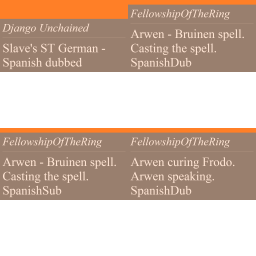 Django Unchained
Slave's ST German -
Spanish dubbed
FellowshipOfTheRing
Arwen - Bruinen spell.
Casting the spell.
SpanishDub
FellowshipOfTheRing
Arwen - Bruinen spell.
Casting the spell.
SpanishSub
FellowshipOfTheRing
Arwen curing Frodo.
Arwen speaking.
SpanishDub